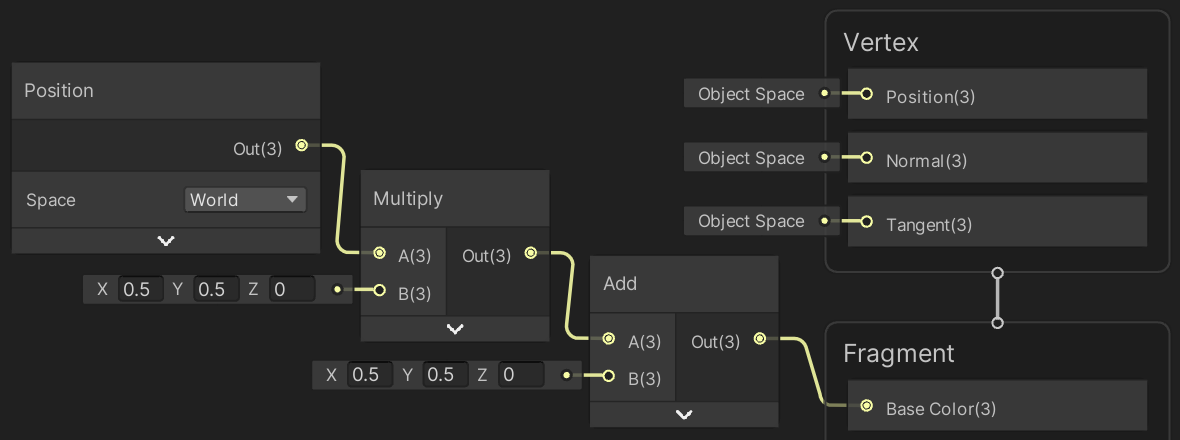 Position
Out(3)
Space World
Multiply
A(3) Out(3)
X 0.5 Y 0.5 Z 0 B(3)
Add
A(3) Out(3)
X 0.5 Y 0.5 Z 0 B(3)
Vertex
Object Space Position(3)
Object Space Normal(3)
Object Space Tangent(3)
Fragment
Base Color(3)